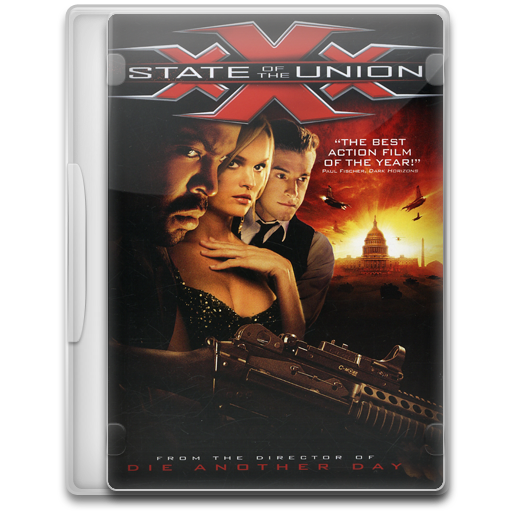 xXx
STATE OF THE UNION
"THE BEST
ACTION FILM
OF THE YEAR!"
PAUL FISCHER, DARK HORIZONS
FROM THE DIRECTOR OF
DIE ANOTHER DAY